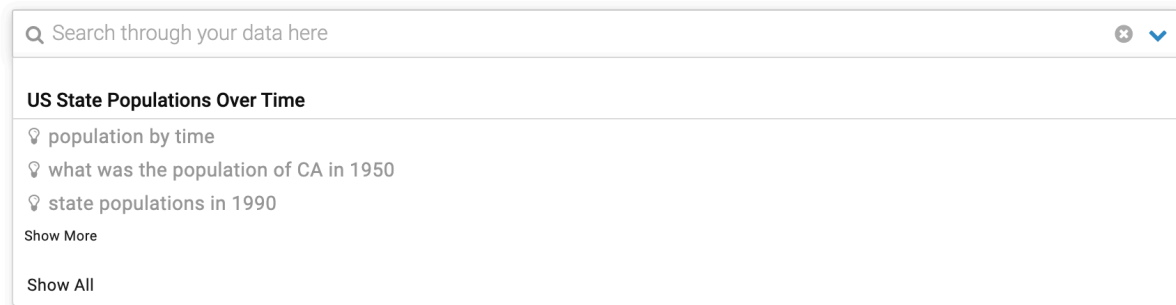 Search through your data here
US State Populations Over Time
population by time
what was the population of CA in 1950
state populations in 1990
Show More
Show All